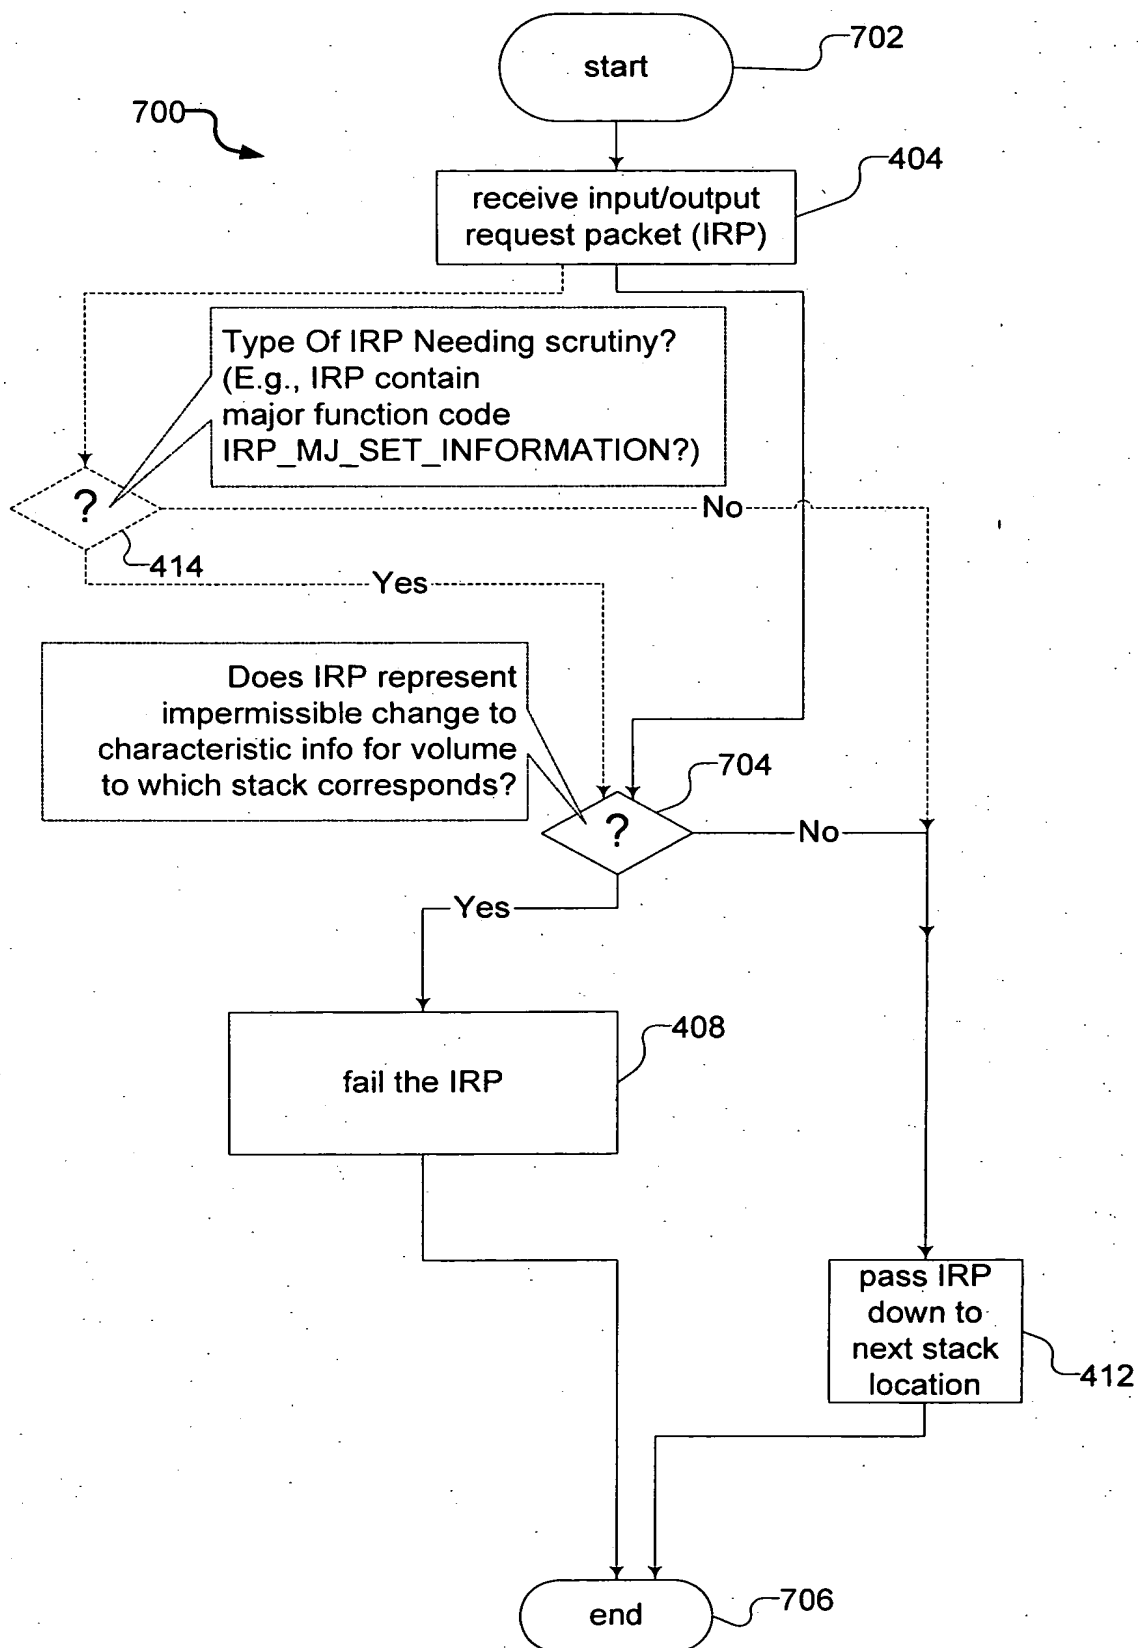 start
702
700
receive input/output
request packet (IRP)
404
Type Of IRP Needing scrutiny?
(E.g., IRP contain
major function code
IRP_MJ_SET_INFORMATION?)
?
No
414
Yes
Does IRP represent
impermissible change to
characteristic info for volume
to which stack corresponds?
704
?
No
Yes
fail the IRP
408
pass IRP
down to
next stack
location
412
end
706